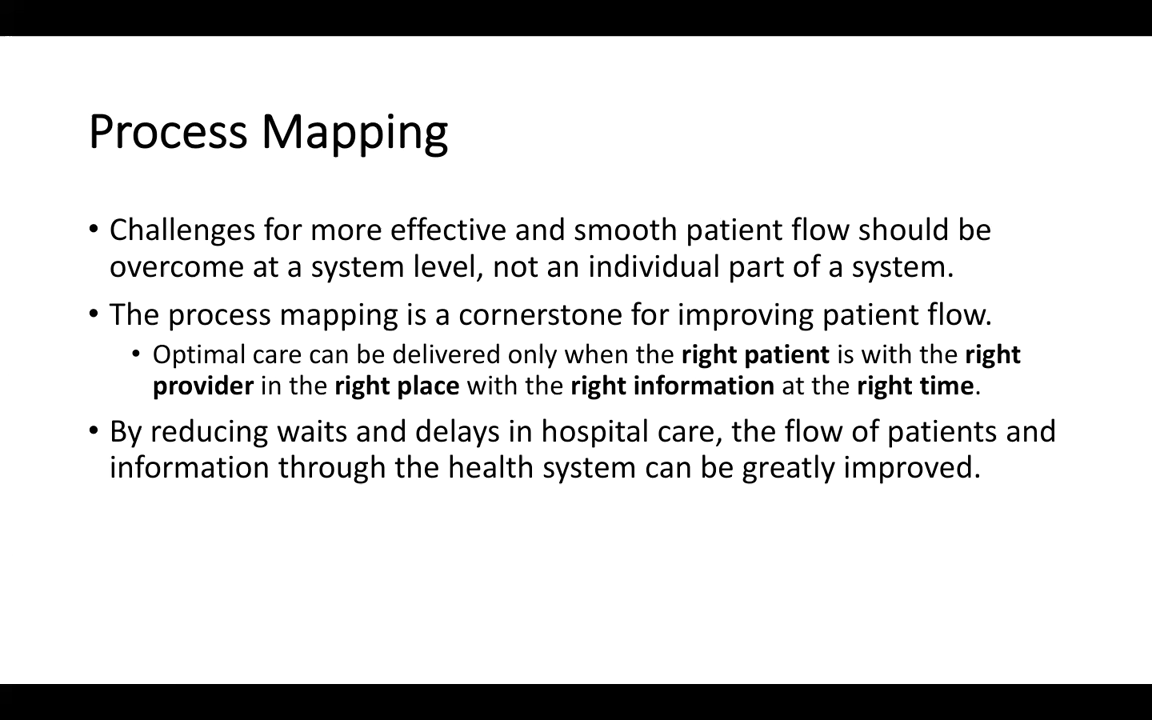 Process Mapping
• Challenges for more effective and smooth patient flow should be
overcome at a system level, not an individual part of a system.
• The process mapping is a cornerstone for improving patient flow.
• Optimal care can be delivered only when the right patient is with the right
provider in the right place with the right information at the right time.
• By reducing waits and delays in hospital care, the flow of patients and
information through the health system can be greatly improved.